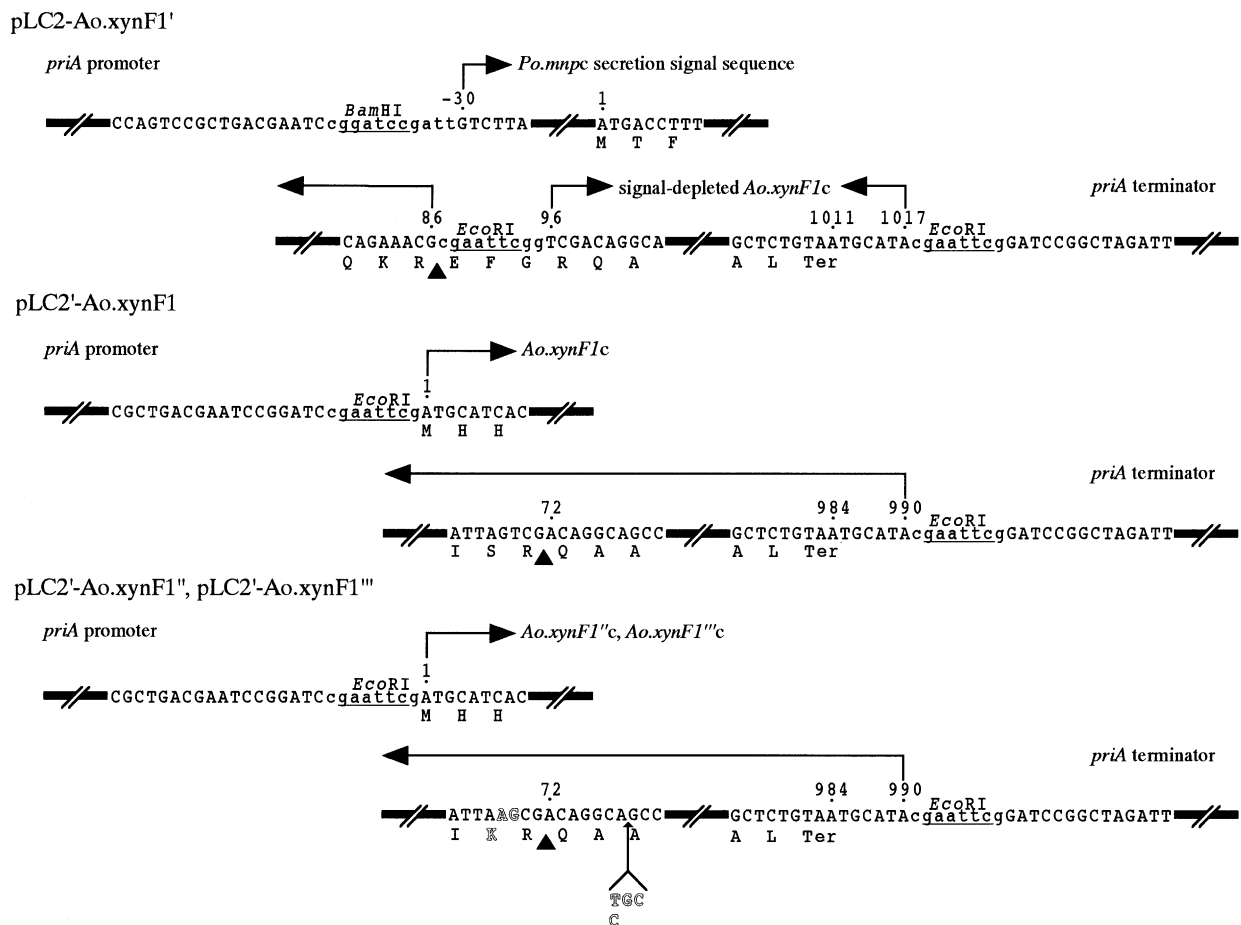 pLC2-Ao.xynF1'
priA promoter
Po.mnpc secretion signal sequence
-30 1
BamHI
CCAGTCCGCTGACGAATCCcggatccgattGTCTTA ATGACCTTT
M T F
signal-depleted Ao.xynF1c
priA terminator
86 96 1011 1017
EcoRI EcoRI
CAGAAACGcgaattcggTCGACAGGCA GCTCTGTAATGCATAcgaattcgGATCCGGCTAGATT
Q K R E F G R Q A A L Ter
pLC2'-Ao.xynF1
priA promoter
Ao.xynF1c
1
EcoRI
CGCTGACGAATCCGGATCCcgaattcgATGCATCAC
M H H
priA terminator
72 984 990
EcoRI
ATTAGTCGACAGGCAGCC GCTCTGTAATGCATAcgaattcgGATCCGGCTAGATT
I S R Q A A A L Ter
pLC2'-Ao.xynF1'', pLC2'-Ao.xynF1'''
priA promoter
Ao.xynF1''c, Ao.xynF1'''c
1
EcoRI
CGCTGACGAATCCGGATCCcgaattcgATGCATCAC
M H H
priA terminator
72 984 990
EcoRI
ATTAAGCGACAGGCAGCC GCTCTGTAATGCATAcgaattcgGATCCGGCTAGATT
I K R Q A A A L Ter
TGC
C